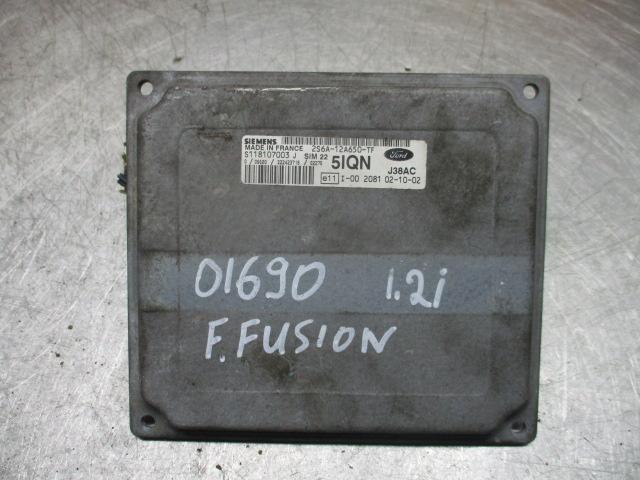 SIEMENS
MADE IN FRANCE 2S6A-12A650-TF
S118107003 J SIM 22
5IQN
Ford
J38AC
e11 I-00 2081 02-10-02
01690 1.2i
F.FUSION